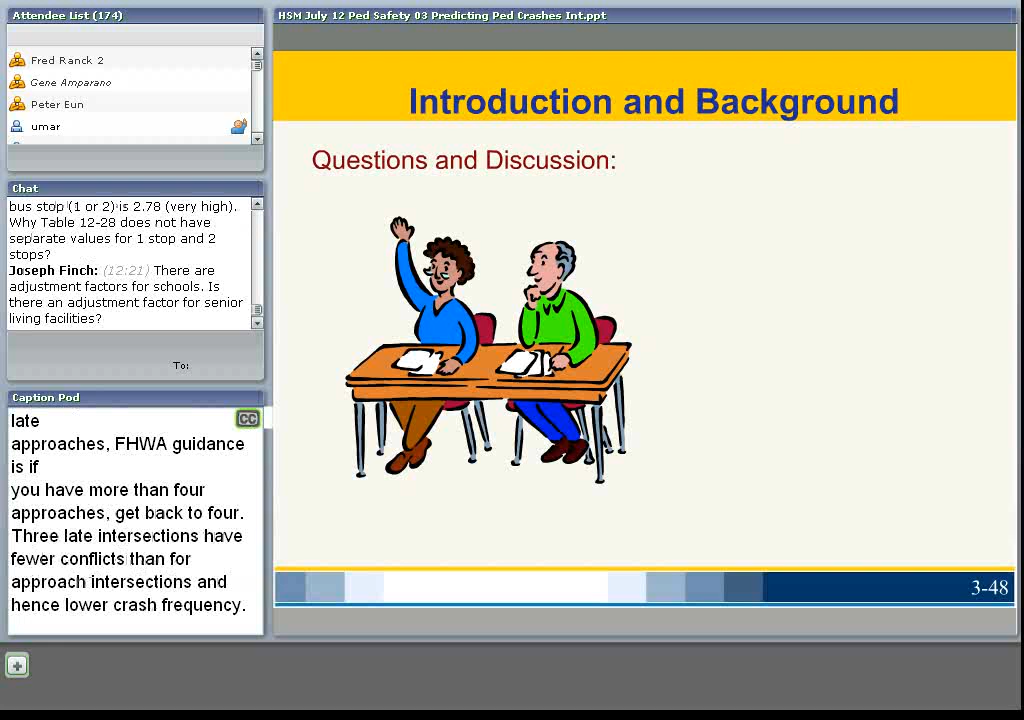 Attendee List (174)
Fred Ranck 2
Gene Amparano
Peter Eun
umar
Chat
bus stop (1 or 2) is 2.78 (very high).
Why Table 12-28 does not have
separate values for 1 stop and 2
stops?
Joseph Finch: (12:21) There are
adjustment factors for schools. Is
there an adjustment factor for senior
living facilities?
To:
Caption Pod
CC
late
approaches, FHWA guidance
is if
you have more than four
approaches, get back to four.
Three late intersections have
fewer conflicts than for
approach intersections and
hence lower crash frequency.
HSM July 12 Ped Safety 03 Predicting Ped Crashes Int.ppt
Introduction and Background
Questions and Discussion:
3-48